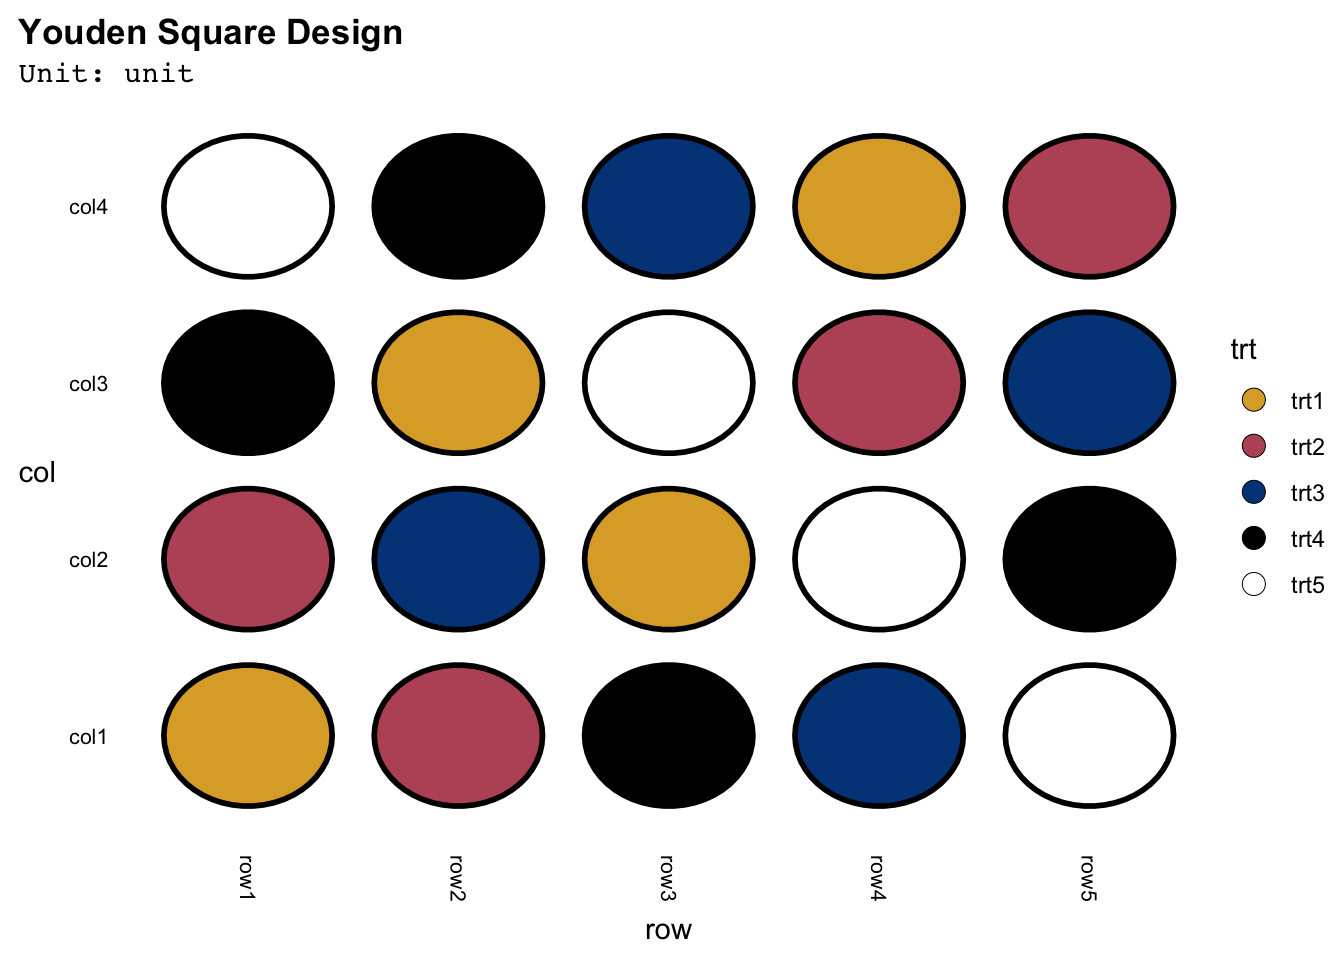 Youden Square Design
Unit: unit
col4
col3
col
col2
col1
row1 row2 row3 row4 row5
row
trt
trt1
trt2
trt3
trt4
trt5